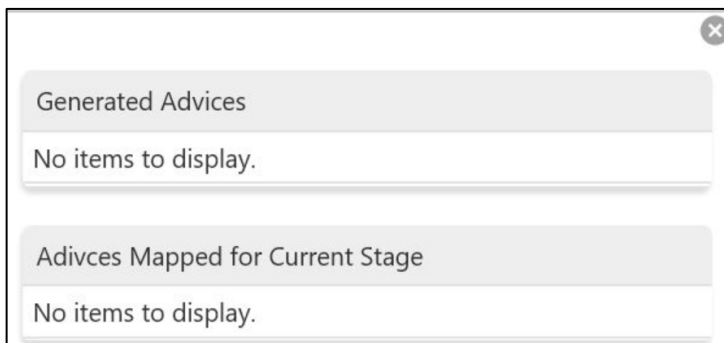 Generated Advices
No items to display.
Adivces Mapped for Current Stage
No items to display.